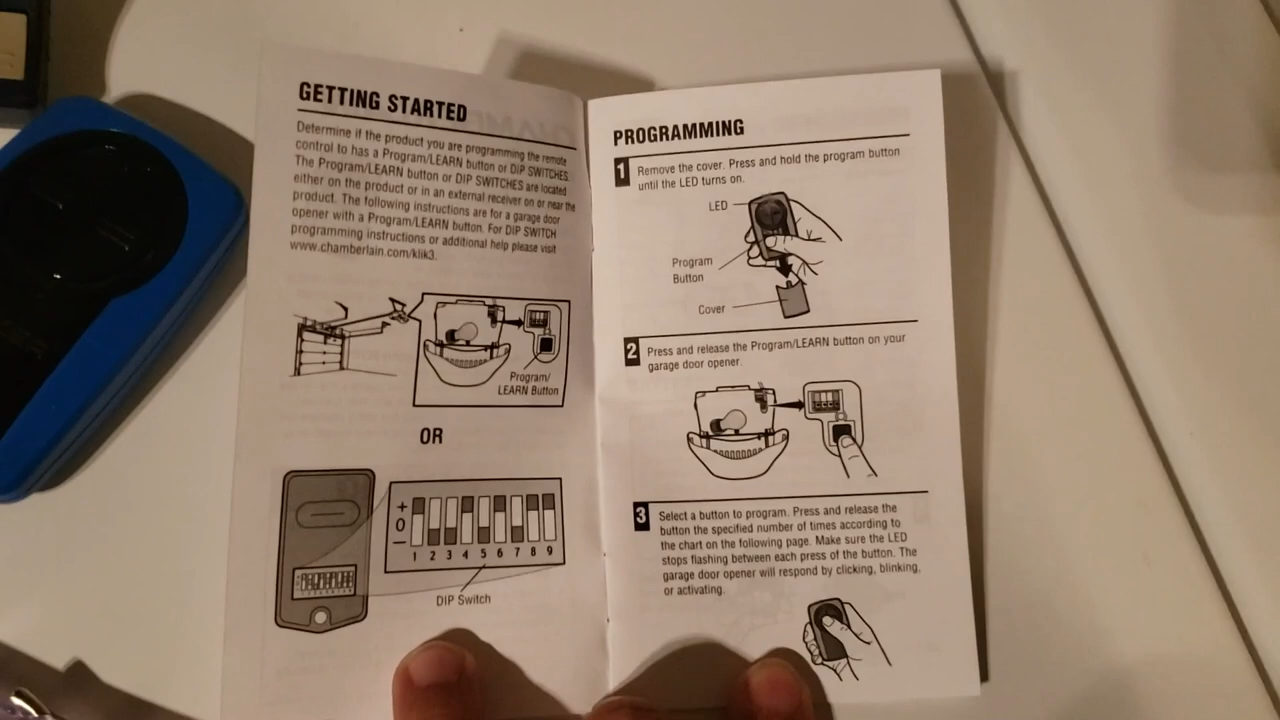 GETTING STARTED
Determine if the product you are programming the remote
control to has a Program/LEARN button or DIP SWITCHES.
The Program/LEARN button or DIP SWITCHES are located
either on the product or in an external receiver on or near the
product. The following instructions are for a garage door
opener with a Program/LEARN button. For DIP SWITCH
programming instructions or additional help please visit
www.chamberlain.com/klik3.
Program/
LEARN Button
OR
+
0
–
1 2 3 4 5 6 7 8 9
DIP Switch
PROGRAMMING
1 Remove the cover. Press and hold the program button
until the LED turns on.
LED
Program
Button
Cover
2 Press and release the Program/LEARN button on your
garage door opener.
3 Select a button to program. Press and release the
button the specified number of times according to
the chart on the following page. Make sure the LED
stops flashing between each press of the button. The
garage door opener will respond by clicking, blinking,
or activating.